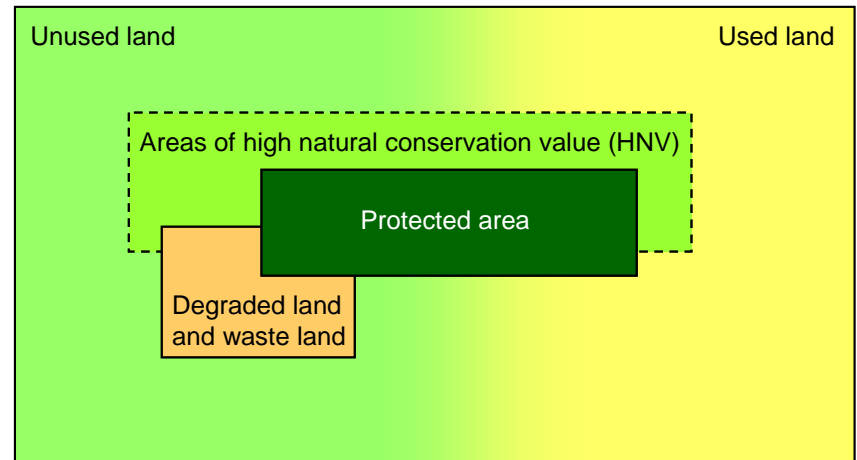 Unused land
Used land
Areas of high natural conservation value (HNV)
Protected area
Degraded land
and waste land